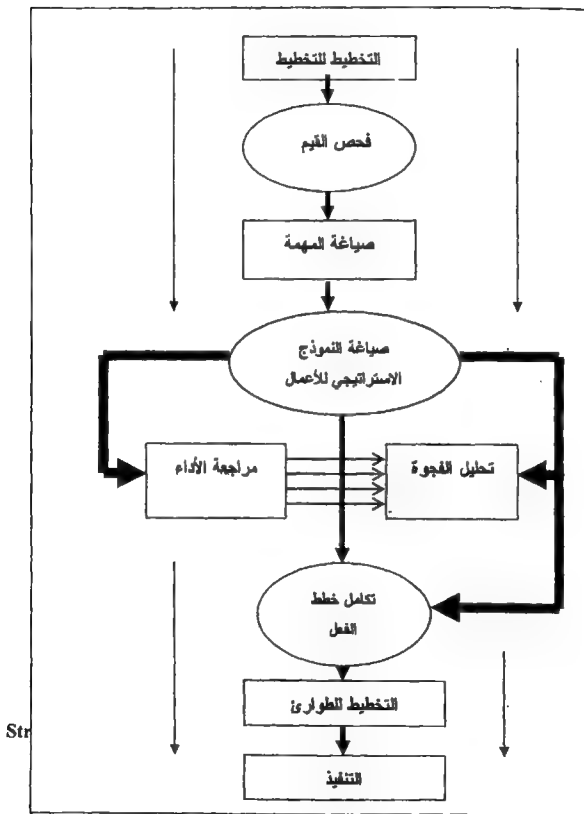 التخطيط للتخطيط
فحص القيم
صياغة المهمة
صياغة النموذج
الاستراتيجي للأعمال
مراجعة الأداء
تحليل الفجوة
تكامل خطط
الفعل
التخطيط للطوارئ
Str
التنفيذ